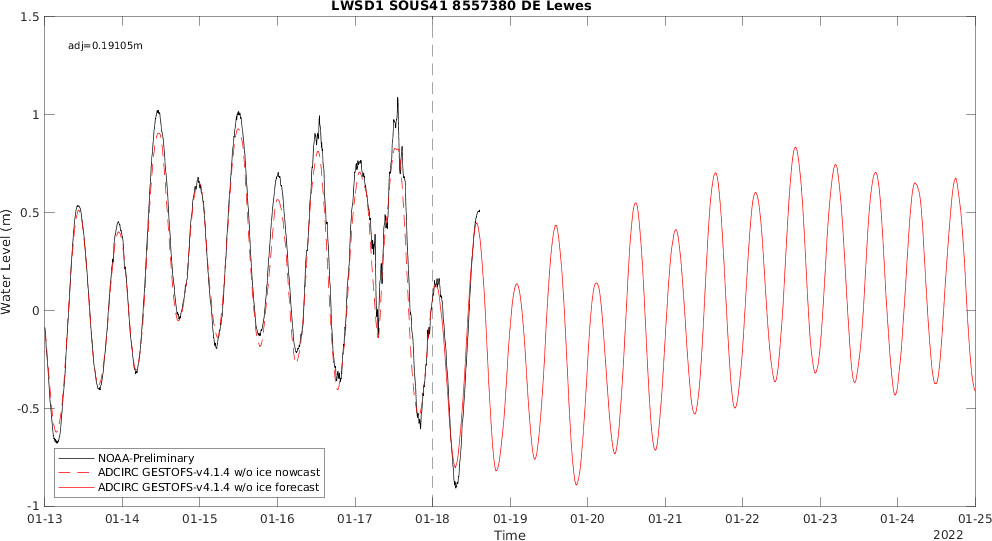 LWSD1 SOUS41 8557380 DE Lewes
adj=0.19105m
1.5
1
0.5
0
-0.5
-1
Water Level (m)
NOAA-Preliminary
ADCIRC GESTOFS-v4.1.4 w/o ice nowcast
ADCIRC GESTOFS-v4.1.4 w/o ice forecast
01-13 01-14 01-15 01-16 01-17 01-18 01-19 01-20 01-21 01-22 01-23 01-24 01-25
Time
2022